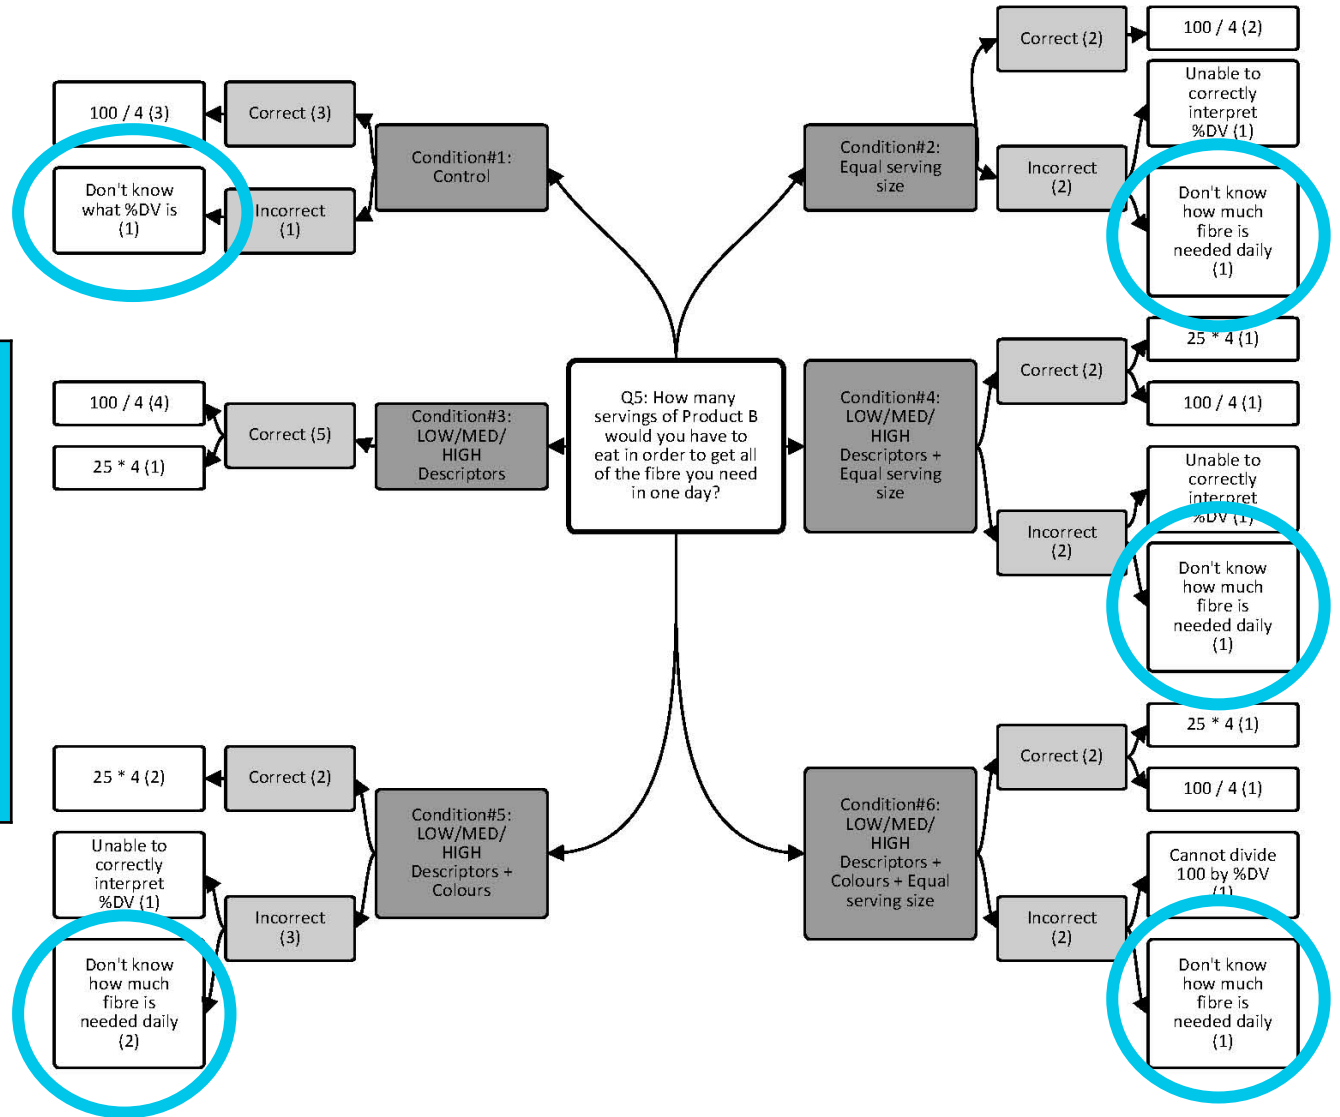 Q5: How many
servings of Product B
would you have to
eat in order to get all
of the fibre you need
in one day?
Condition#1:
Control
Correct (3)
100 / 4 (3)
Incorrect
(1)
Don't know
what %DV is
(1)
Condition#2:
Equal serving
size
Correct (2)
100 / 4 (2)
Incorrect
(2)
Unable to
correctly
interpret
%DV (1)
Don't know
how much
fibre is
needed daily
(1)
Condition#3:
LOW/MED/
HIGH
Descriptors
Correct (5)
100 / 4 (4)
25 * 4 (1)
Condition#4:
LOW/MED/
HIGH
Descriptors +
Equal serving
size
Correct (2)
25 * 4 (1)
100 / 4 (1)
Incorrect
(2)
Unable to
correctly
interpret
%DV (1)
Don't know
how much
fibre is
needed daily
(1)
Condition#5:
LOW/MED/
HIGH
Descriptors +
Colours
Correct (2)
25 * 4 (2)
Incorrect
(3)
Unable to
correctly
interpret
%DV (1)
Don't know
how much
fibre is
needed daily
(2)
Condition#6:
LOW/MED/
HIGH
Descriptors +
Colours + Equal
serving size
Correct (2)
25 * 4 (1)
100 / 4 (1)
Incorrect
(2)
Cannot divide
100 by %DV
(1)
Don't know
how much
fibre is
needed daily
(1)